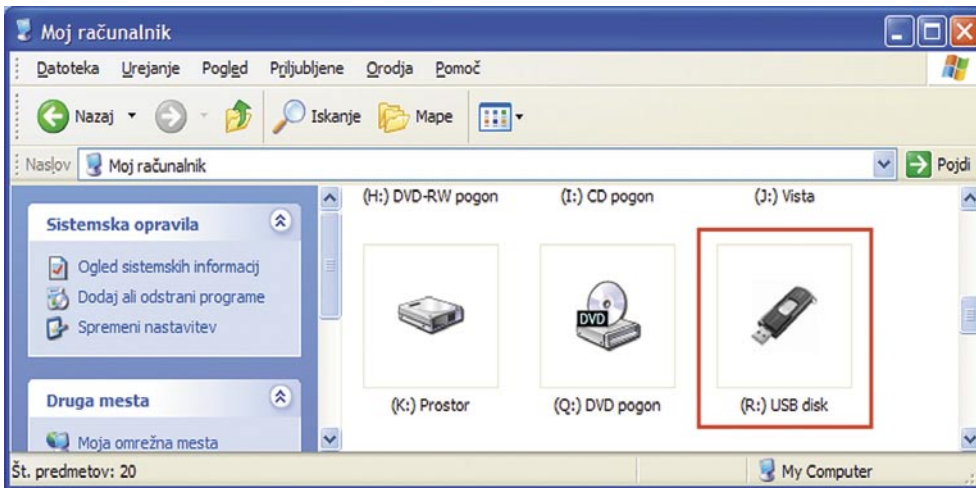 Moj računalnik
Datoteka Urejanje Pogled Priljubljene Orodja Pomoč
Nazaj Iskanje Mape
Naslov Moj računalnik Pojdi
(H:) DVD-RW pogon (I:) CD pogon (J:) Vista
Sistemska opravila
Ogled sistemskih informacij
Dodaj ali odstrani programe
Spremeni nastavitev
DVD
(K:) Prostor (Q:) DVD pogon (R:) USB disk
Druga mesta
Moja omrežna mesta
Št. predmetov: 20 My Computer